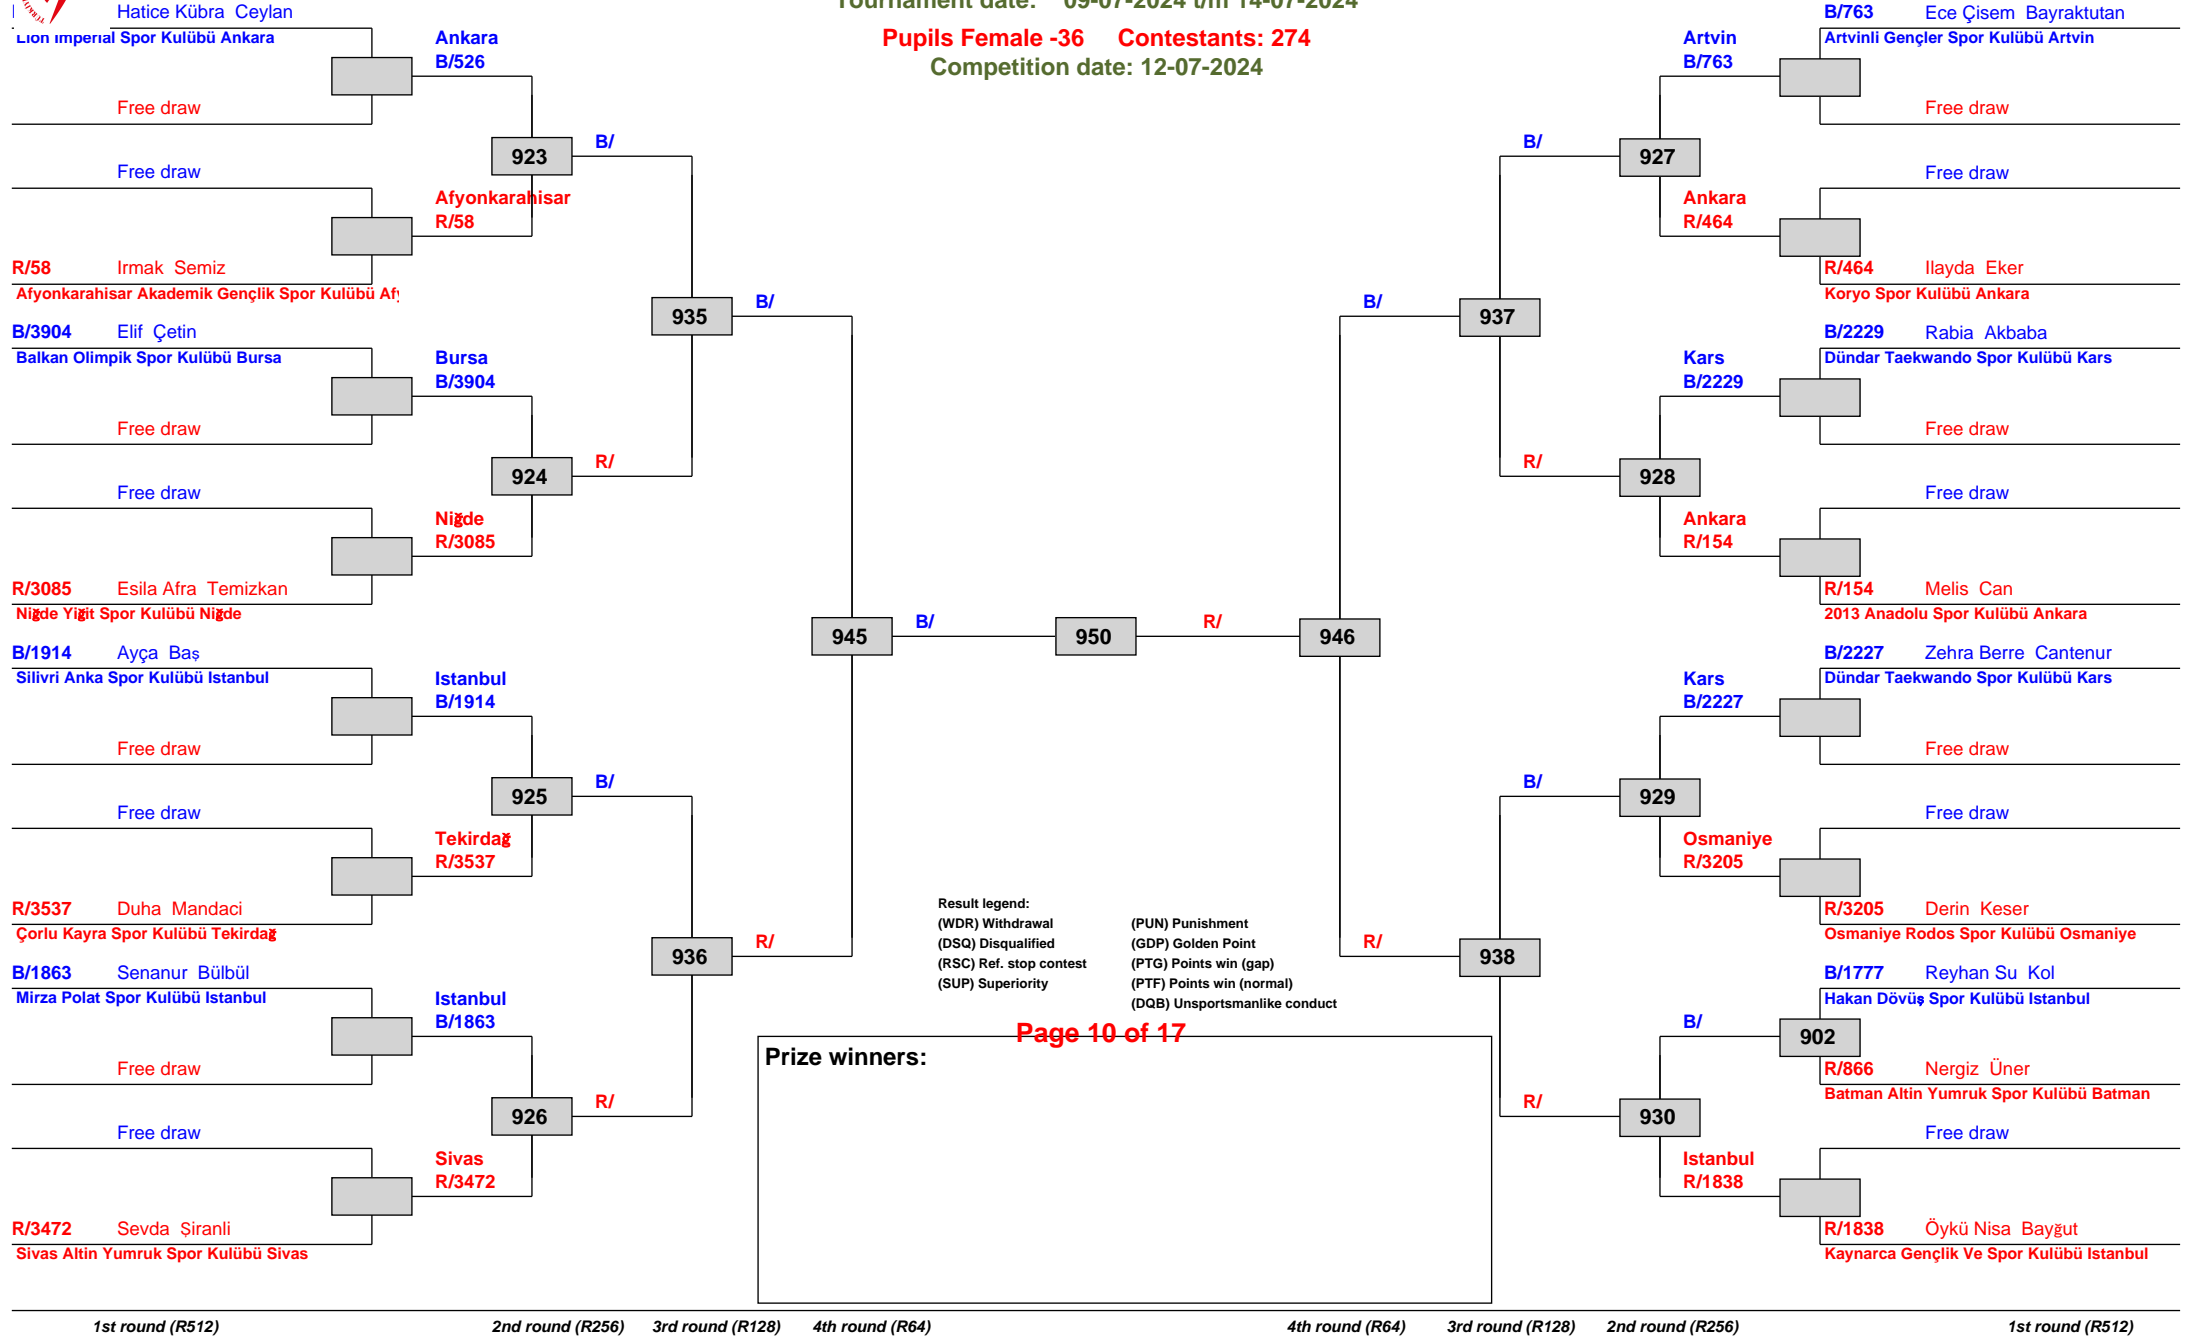 Tournament date: 09-07-2024 t/m 14-07-2024
Pupils Female -36 Contestants: 274
Competition date: 12-07-2024
Hatice Kübra Ceylan
Lion Imperial Spor Kulübü Ankara
Free draw
Free draw
R/58 Irmak Semiz
Afyonkarahisar Akademik Gençlik Spor Kulübü Afy
B/3904 Elif Çetin
Balkan Olimpik Spor Kulübü Bursa
Free draw
Free draw
R/3085 Esila Afra Temizkan
Niğde Yiğit Spor Kulübü Niğde
B/1914 Ayça Baş
Silivri Anka Spor Kulübü Istanbul
Free draw
Free draw
R/3537 Duha Mandaci
Çorlu Kayra Spor Kulübü Tekirdağ
B/1863 Senanur Bülbül
Mirza Polat Spor Kulübü Istanbul
Free draw
Free draw
R/3472 Sevda Şiranli
Sivas Altin Yumruk Spor Kulübü Sivas
Ankara
B/526
923
Afyonkarahisar
R/58
Bursa
B/3904
924
Niğde
R/3085
Istanbul
B/1914
925
Tekirdağ
R/3537
Istanbul
B/1863
926
Sivas
R/3472
B/
935
R/
B/
936
R/
B/
945
R/
B/
950
R/
B/
946
R/
B/
937
R/
B/
938
R/
Artvin
B/763
927
Ankara
R/464
Kars
B/2229
928
Ankara
R/154
Kars
B/2227
929
Osmaniye
R/3205
B/
930
Istanbul
R/1838
B/763 Ece Çisem Bayraktutan
Artvinli Gençler Spor Kulübü Artvin
Free draw
Free draw
R/464 Ilayda Eker
Koryo Spor Kulübü Ankara
B/2229 Rabia Akbaba
Dündar Taekwando Spor Kulübü Kars
Free draw
Free draw
R/154 Melis Can
2013 Anadolu Spor Kulübü Ankara
B/2227 Zehra Berre Cantenur
Dündar Taekwando Spor Kulübü Kars
Free draw
Free draw
R/3205 Derin Keser
Osmaniye Rodos Spor Kulübü Osmaniye
B/1777 Reyhan Su Kol
Hakan Dövüş Spor Kulübü Istanbul
902
R/866 Nergiz Üner
Batman Altin Yumruk Spor Kulübü Batman
Free draw
R/1838 Öykü Nisa Bayğut
Kaynarca Gençlik Ve Spor Kulübü Istanbul
Result legend:
(WDR) Withdrawal (PUN) Punishment
(DSQ) Disqualified (GDP) Golden Point
(RSC) Ref. stop contest (PTG) Points win (gap)
(SUP) Superiority (PTF) Points win (normal)
(DQB) Unsportsmanlike conduct
Page 10 of 17
Prize winners:
1st round (R512) 2nd round (R256) 3rd round (R128) 4th round (R64) 4th round (R64) 3rd round (R128) 2nd round (R256) 1st round (R512)